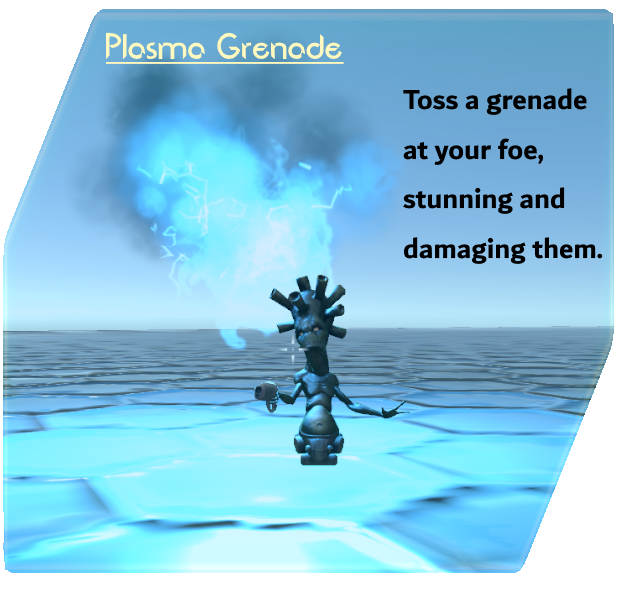 Plasma Grenade
Toss a grenade
at your foe,
stunning and
damaging them.